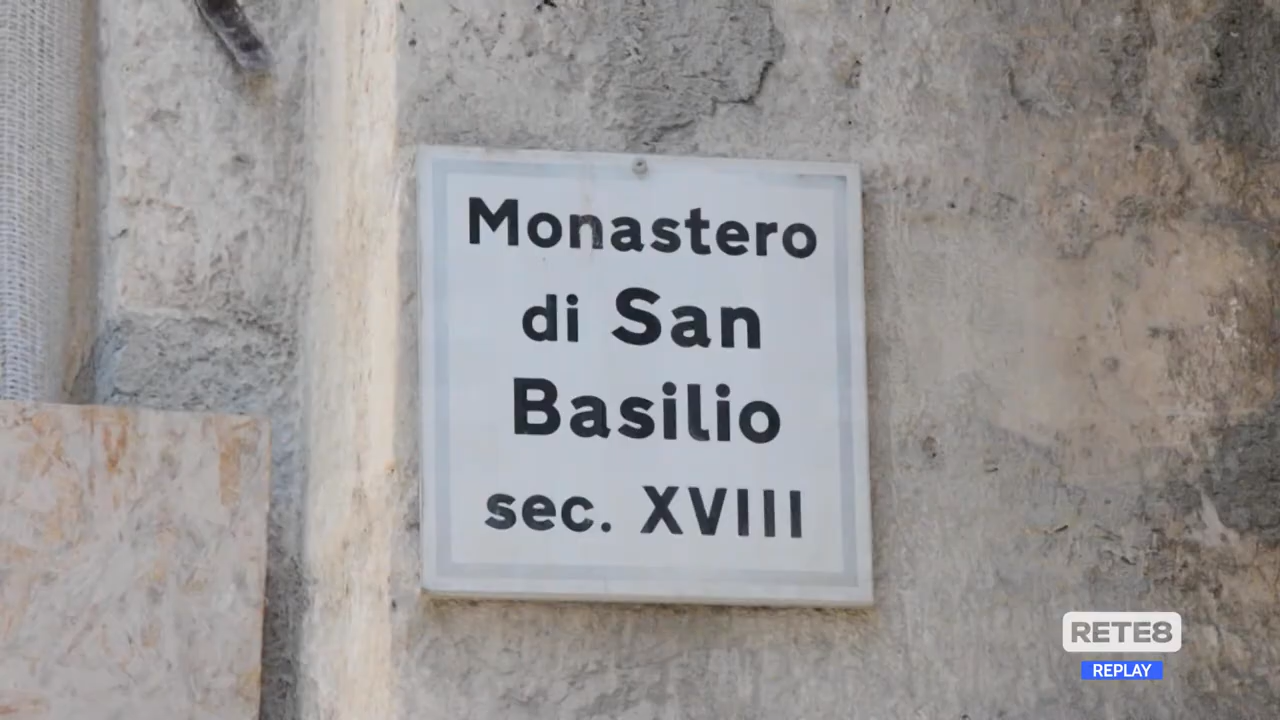 Monastero
di San
Basilio
sec. XVIII
RETE8
REPLAY